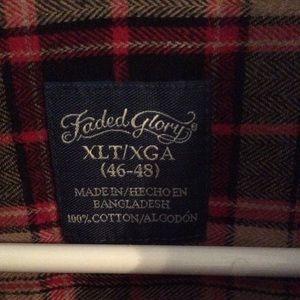 Faded Glory®
XLT/XGA
(46-48)
MADE IN/HECHO EN
BANGLADESH
100% COTTON/ALGODÓN